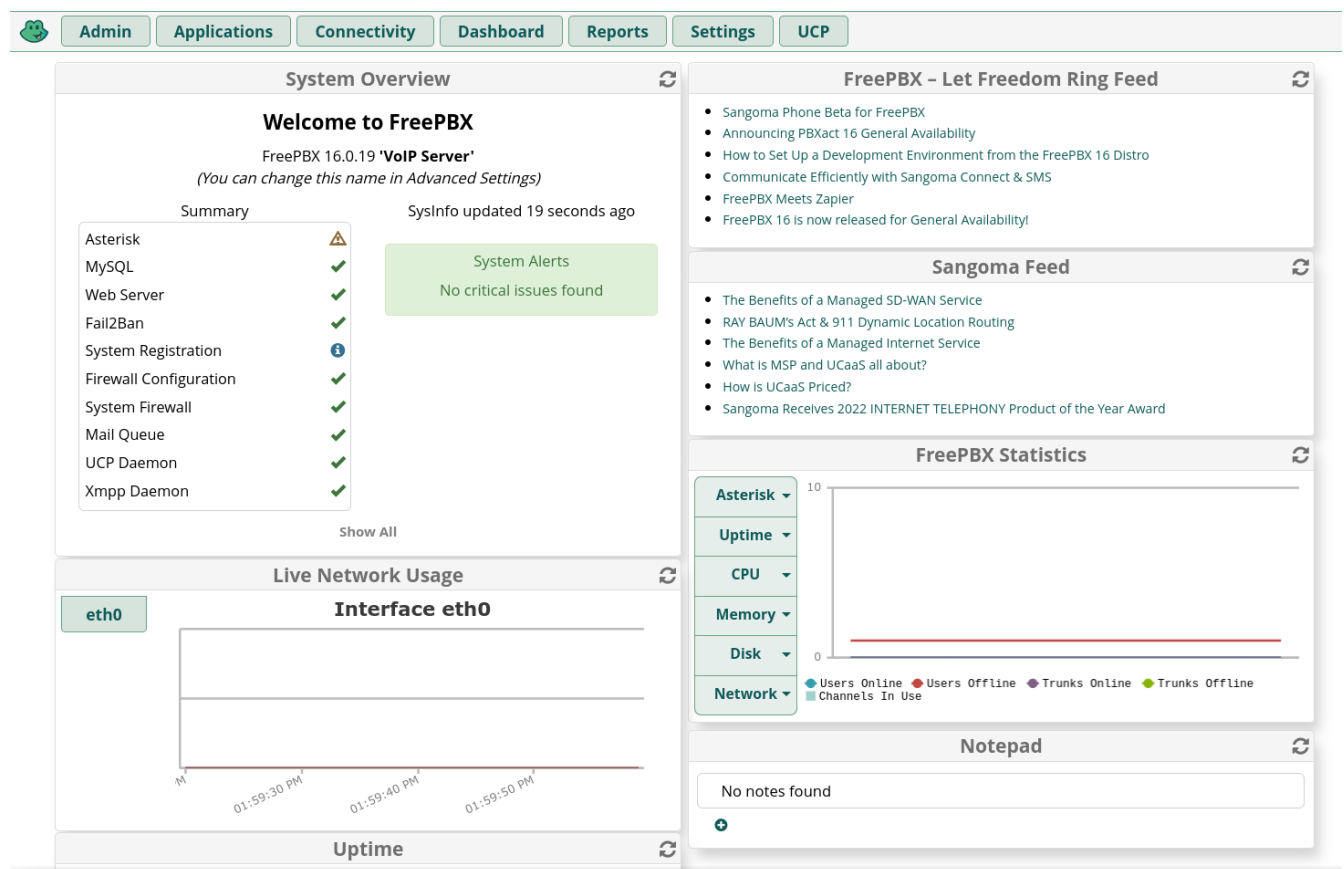 Admin
Applications
Connectivity
Dashboard
Reports
Settings
UCP
System Overview
Welcome to FreePBX
FreePBX 16.0.19 'VoIP Server'
(You can change this name in Advanced Settings)
Summary
SysInfo updated 19 seconds ago
Asterisk
MySQL
Web Server
Fail2Ban
System Registration
Firewall Configuration
System Firewall
Mail Queue
UCP Daemon
Xmpp Daemon
System Alerts
No critical issues found
Show All
Live Network Usage
eth0
Interface eth0
01:59:30 PM
01:59:40 PM
01:59:50 PM
Uptime
FreePBX – Let Freedom Ring Feed
Sangoma Phone Beta for FreePBX
Announcing PBXact 16 General Availability
How to Set Up a Development Environment from the FreePBX 16 Distro
Communicate Efficiently with Sangoma Connect & SMS
FreePBX Meets Zapier
FreePBX 16 is now released for General Availability!
Sangoma Feed
The Benefits of a Managed SD-WAN Service
RAY BAUM's Act & 911 Dynamic Location Routing
The Benefits of a Managed Internet Service
What is MSP and UCaaS all about?
How is UCaaS Priced?
Sangoma Receives 2022 INTERNET TELEPHONY Product of the Year Award
FreePBX Statistics
Asterisk
Uptime
CPU
Memory
Disk
Network
10
0
Users Online Users Offline Trunks Online Trunks Offline
Channels In Use
Notepad
No notes found